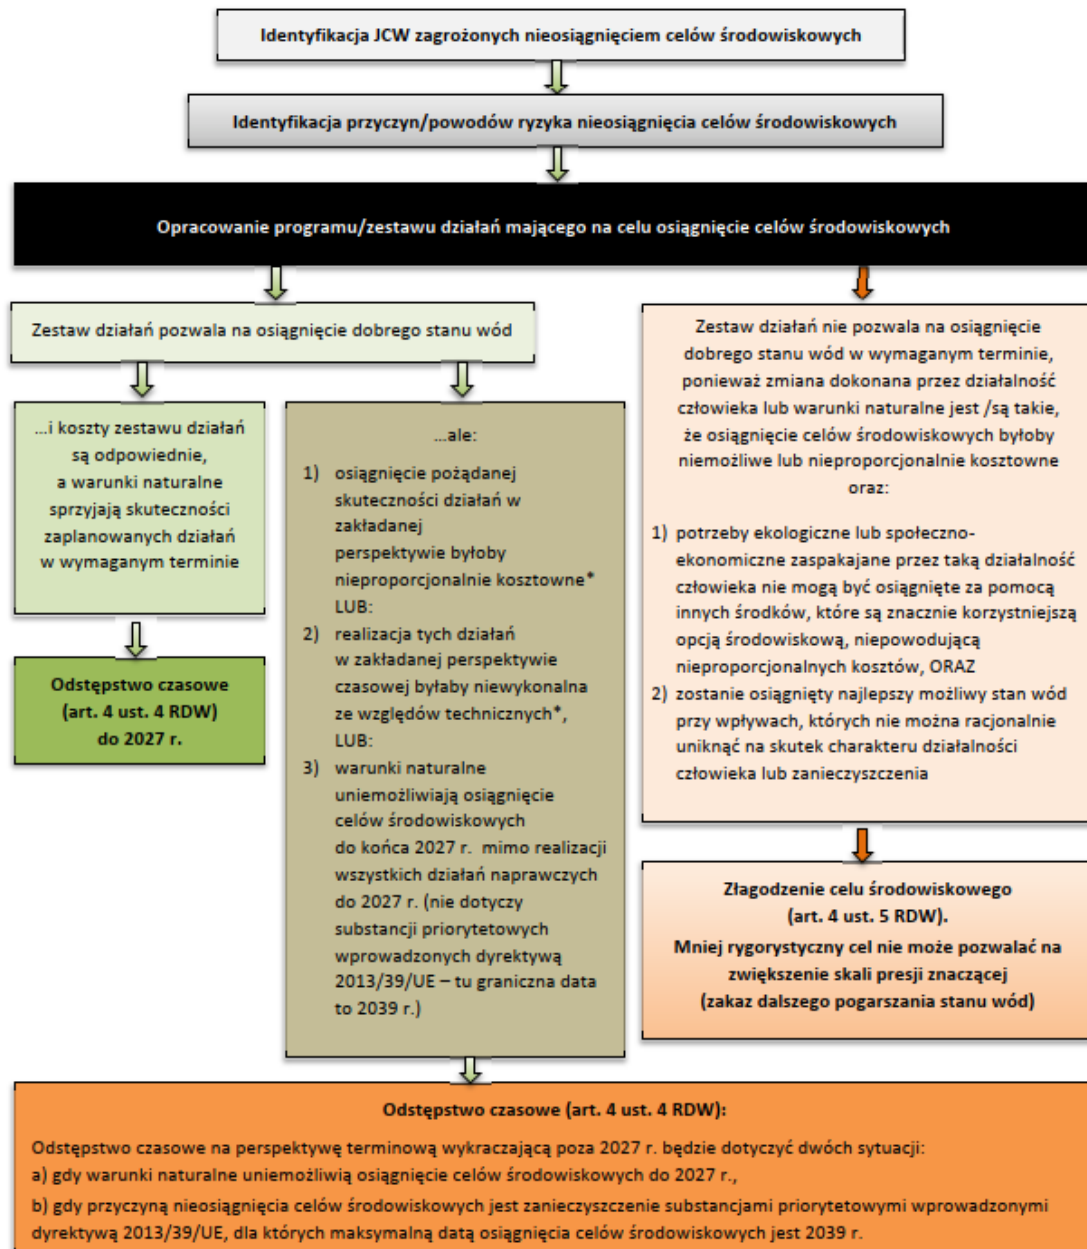 Identyfikacja JCW zagrożonych nieosiągnięciem celów środowiskowych
Identyfikacja przyczyn/powodów ryzyka nieosiągnięcia celów środowiskowych
Opracowanie programu/zestawu działań mającego na celu osiągnięcie celów środowiskowych
Zestaw działań pozwala na osiągnięcie dobrego stanu wód
...i koszty zestawu działań
są odpowiednie,
a warunki naturalne
sprzyjają skuteczności
zaplanowanych działań
w wymaganym terminie
Odstępstwo czasowe
(art. 4 ust. 4 RDW)
do 2027 r.
...ale:
1) osiągnięcie pożądanej
skuteczności działań w
zakładanej
perspektywie byłoby
nieproporcjonalnie kosztowne*
LUB:
2) realizacja tych działań
w zakładanej perspektywie
czasowej byłaby niewykonalna
ze względów technicznych*,
LUB:
3) warunki naturalne
uniemożliwiają osiągnięcie
celów środowiskowych
do końca 2027 r. mimo realizacji
wszystkich działań naprawczych
do 2027 r. (nie dotyczy
substancji priorytetowych
wprowadzonych dyrektywą
2013/39/UE – tu graniczna data
to 2039 r.)
Zestaw działań nie pozwala na osiągnięcie
dobrego stanu wód w wymaganym terminie,
ponieważ zmiana dokonana przez działalność
człowieka lub warunki naturalne jest /są takie,
że osiągnięcie celów środowiskowych byłoby
niemożliwe lub nieproporcjonalnie kosztowne
oraz:
1) potrzeby ekologiczne lub społeczno-
ekonomiczne zaspakajane przez taką działalność
człowieka nie mogą być osiągnięte za pomocą
innych środków, które są znacznie korzystniejszą
opcją środowiskową, niepowodującą
nieproporcjonalnych kosztów, ORAZ
2) zostanie osiągnięty najlepszy możliwy stan wód
przy wpływach, których nie można racjonalnie
uniknąć na skutek charakteru działalności
człowieka lub zanieczyszczenia
Złagodzenie celu środowiskowego
(art. 4 ust. 5 RDW).
Mniej rygorystyczny cel nie może pozwalać na
zwiększenie skali presji znaczącej
(zakaz dalszego pogarszania stanu wód)
Odstępstwo czasowe (art. 4 ust. 4 RDW):
Odstępstwo czasowe na perspektywę terminową wykraczającą poza 2027 r. będzie dotyczyć dwóch sytuacji:
a) gdy warunki naturalne uniemożliwią osiągnięcie celów środowiskowych do 2027 r.,
b) gdy przyczyną nieosiągnięcia celów środowiskowych jest zanieczyszczenie substancjami priorytetowymi wprowadzonymi
dyrektywą 2013/39/UE, dla których maksymalną datą osiągnięcia celów środowiskowych jest 2039 r.